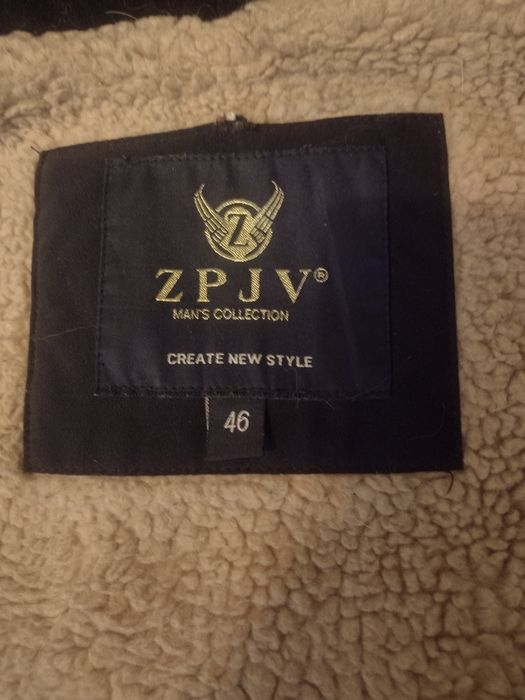 Z
ZPJV®
MAN'S COLLECTION
CREATE NEW STYLE
46